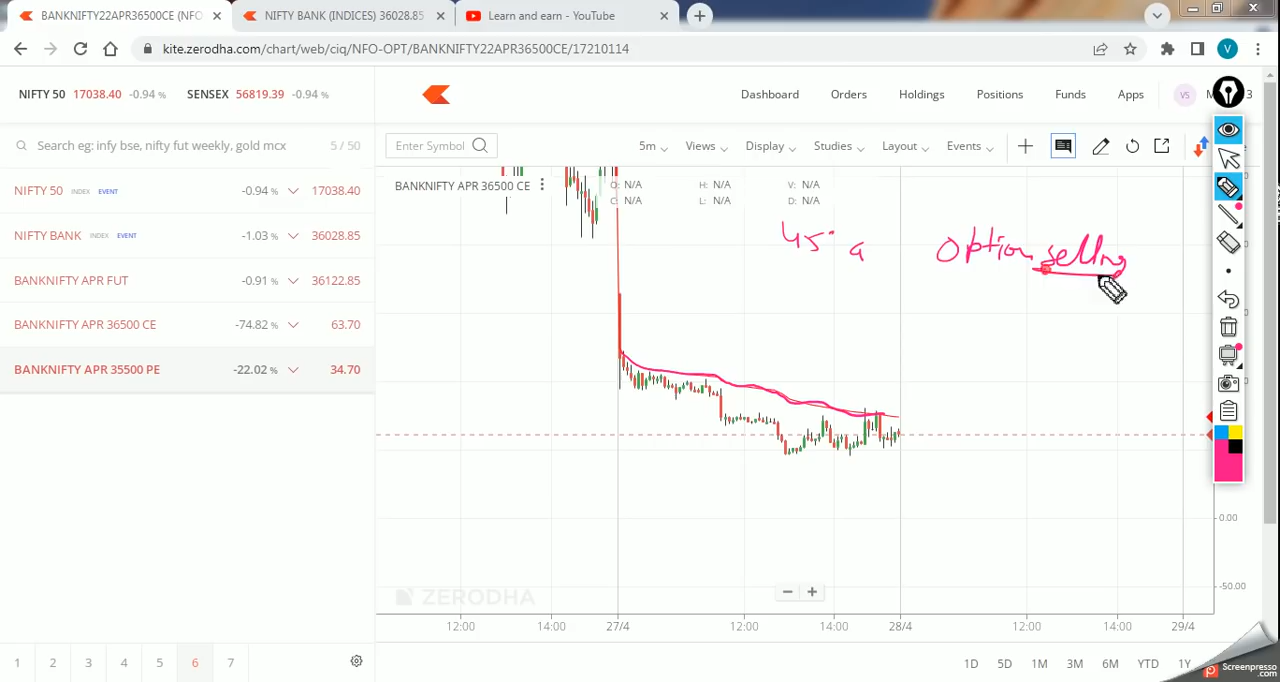 BANKNIFTY22APR36500CE (NFO
NIFTY BANK (INDICES) 36028.85
Learn and earn - YouTube
kite.zerodha.com/chart/web/ciq/NFO-OPT/BANKNIFTY22APR36500CE/17210114
V
NIFTY 50 17038.40 -0.94 % SENSEX 56819.39 -0.94 %
Dashboard Orders Holdings Positions Funds Apps VS
Search eg: infy bse, nifty fut weekly, gold mcx 5 / 50
Enter Symbol 5m Views Display Studies Layout Events
NIFTY 50 INDEX EVENT -0.94 % 17038.40
NIFTY BANK INDEX EVENT -1.03 % 36028.85
BANKNIFTY APR FUT -0.91 % 36122.85
BANKNIFTY APR 36500 CE -74.82 % 63.70
BANKNIFTY APR 35500 PE -22.02 % 34.70
BANKNIFTY APR 36500 CE
O: N/A H: N/A V: N/A
C: N/A L: N/A D: N/A
45° a option selling
0.00
-50.00
ZERODHA
12:00 14:00 27/4 12:00 14:00 28/4 12:00 14:00 29/4
1 2 3 4 5 6 7
1D 5D 1M 3M 6M YTD 1Y
Screenpresso
.com